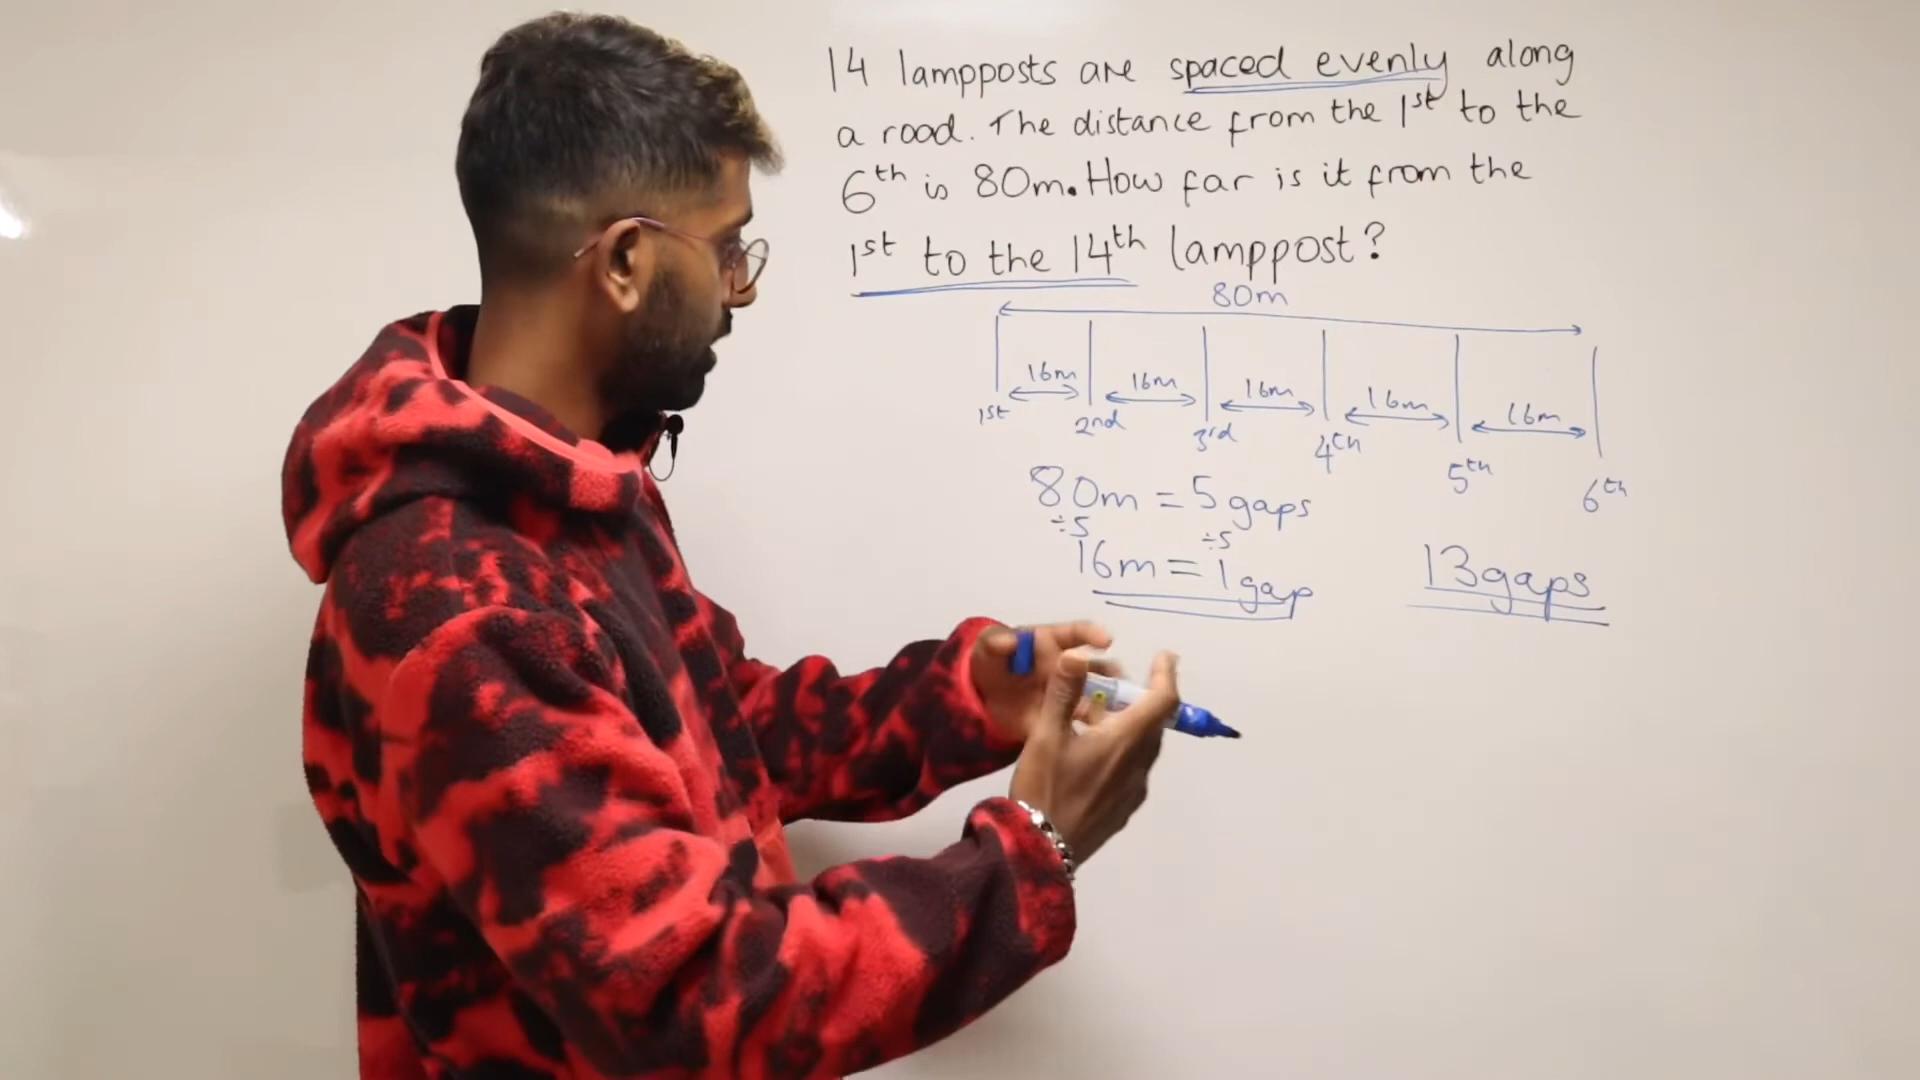 14 lampposts are spaced evenly along
a road. The distance from the 1st to the
6th is 80m. How far is it from the
1st to the 14th lamppost?
80m
16m 16m 16m 16m 16m
1st 2nd 3rd 4th 5th 6th
80m = 5 gaps
÷5 ÷5
16m = 1 gap
13 gaps